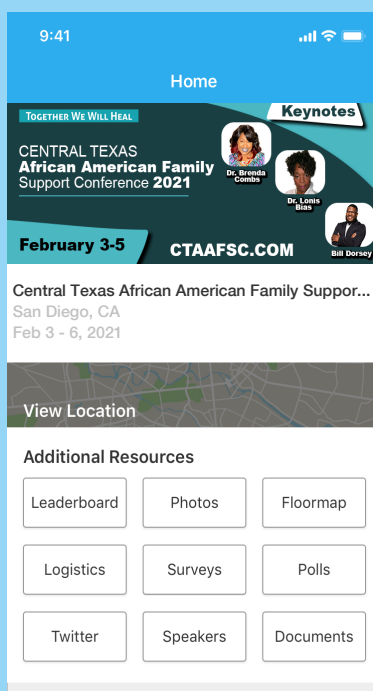 9:41
Home
TOGETHER WE WILL HEAL
Keynotes
CENTRAL TEXAS
African American Family
Support Conference 2021
Dr. Brenda
Combs
Dr. Lonis
Bias
February 3-5
CTAAFSC.COM
Bill Dorsey
Central Texas African American Family Suppor...
San Diego, CA
Feb 3 - 6, 2021
View Location
Additional Resources
Leaderboard Photos Floormap
Logistics Surveys Polls
Twitter Speakers Documents